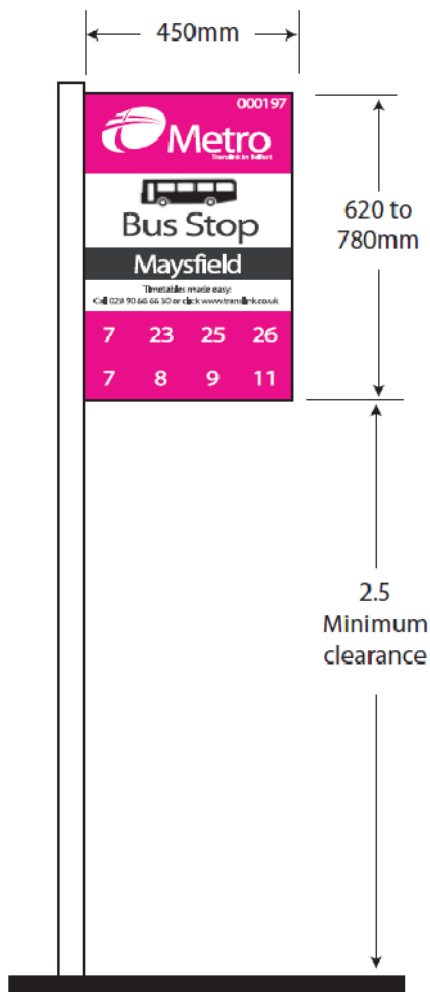 450mm
000197
Metro
Translink in Belfast
Bus Stop
Maysfield
Timetables made easy:
Call 028 90 66 66 30 or click www.translink.co.uk
7 23 25 26
7 8 9 11
620 to
780mm
2.5
Minimum
clearance